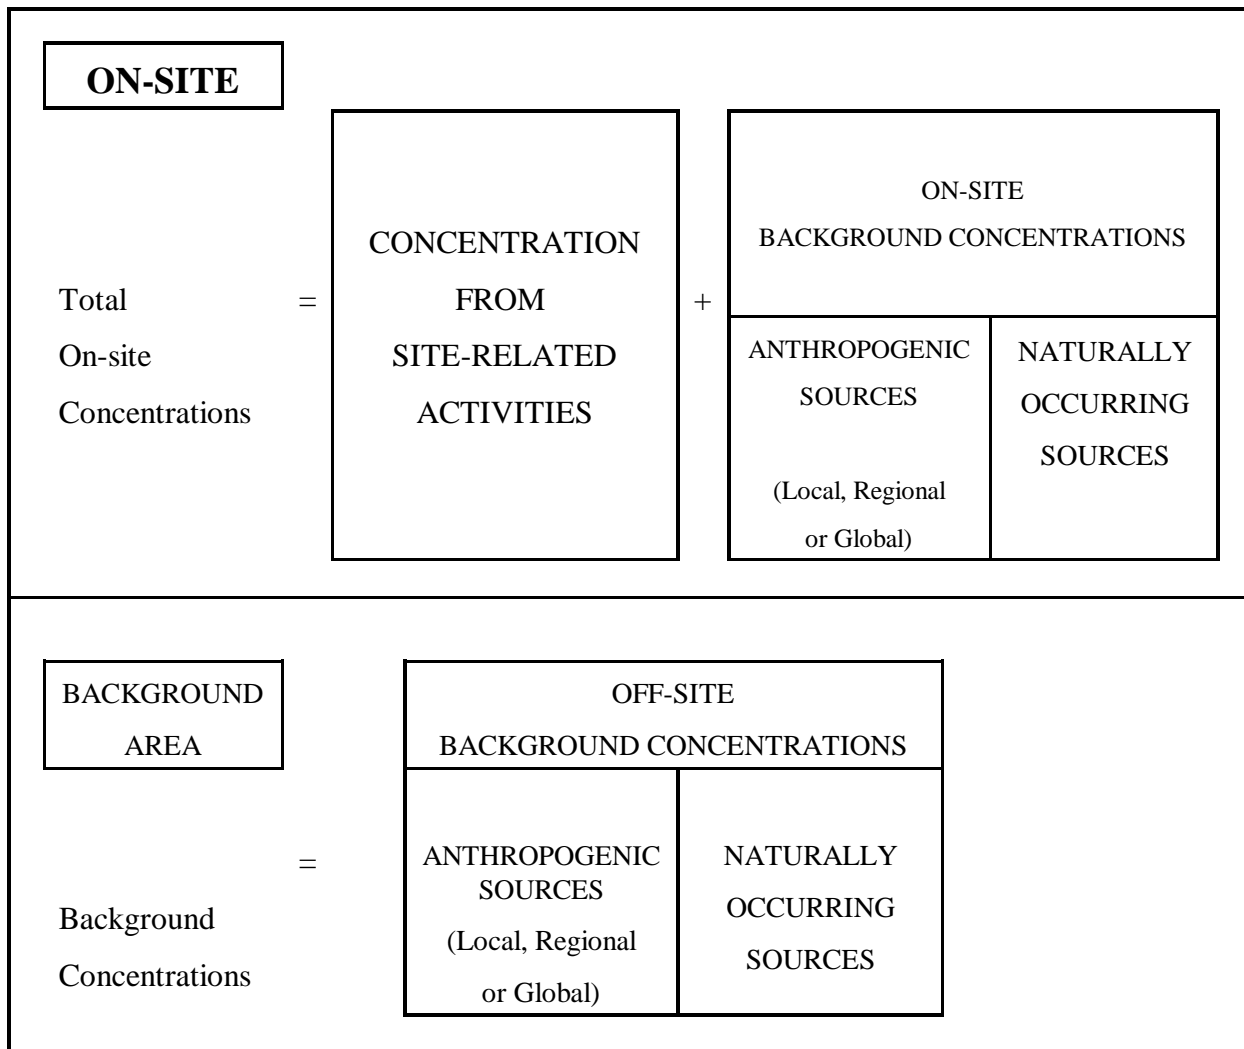 ON-SITE
Total
On-site
Concentrations
=
CONCENTRATION
FROM
SITE-RELATED
ACTIVITIES
+
ON-SITE
BACKGROUND CONCENTRATIONS
ANTHROPOGENIC
SOURCES
(Local, Regional
or Global)
NATURALLY
OCCURRING
SOURCES
BACKGROUND
AREA
Background
Concentrations
=
OFF-SITE
BACKGROUND CONCENTRATIONS
ANTHROPOGENIC
SOURCES
(Local, Regional
or Global)
NATURALLY
OCCURRING
SOURCES